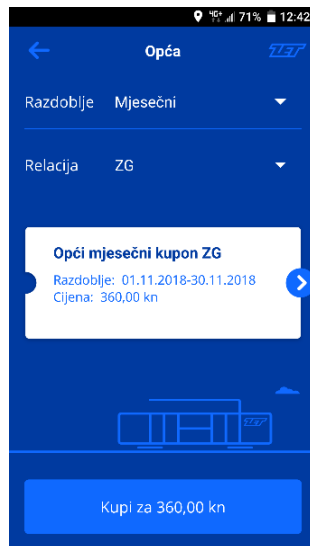 4G+ 71% 12:42
Opća ZET
Razdoblje Mjesečni
Relacija ZG
Opći mjesečni kupon ZG
Razdoblje: 01.11.2018-30.11.2018
Cijena: 360,00 kn
ZET
Kupi za 360,00 kn